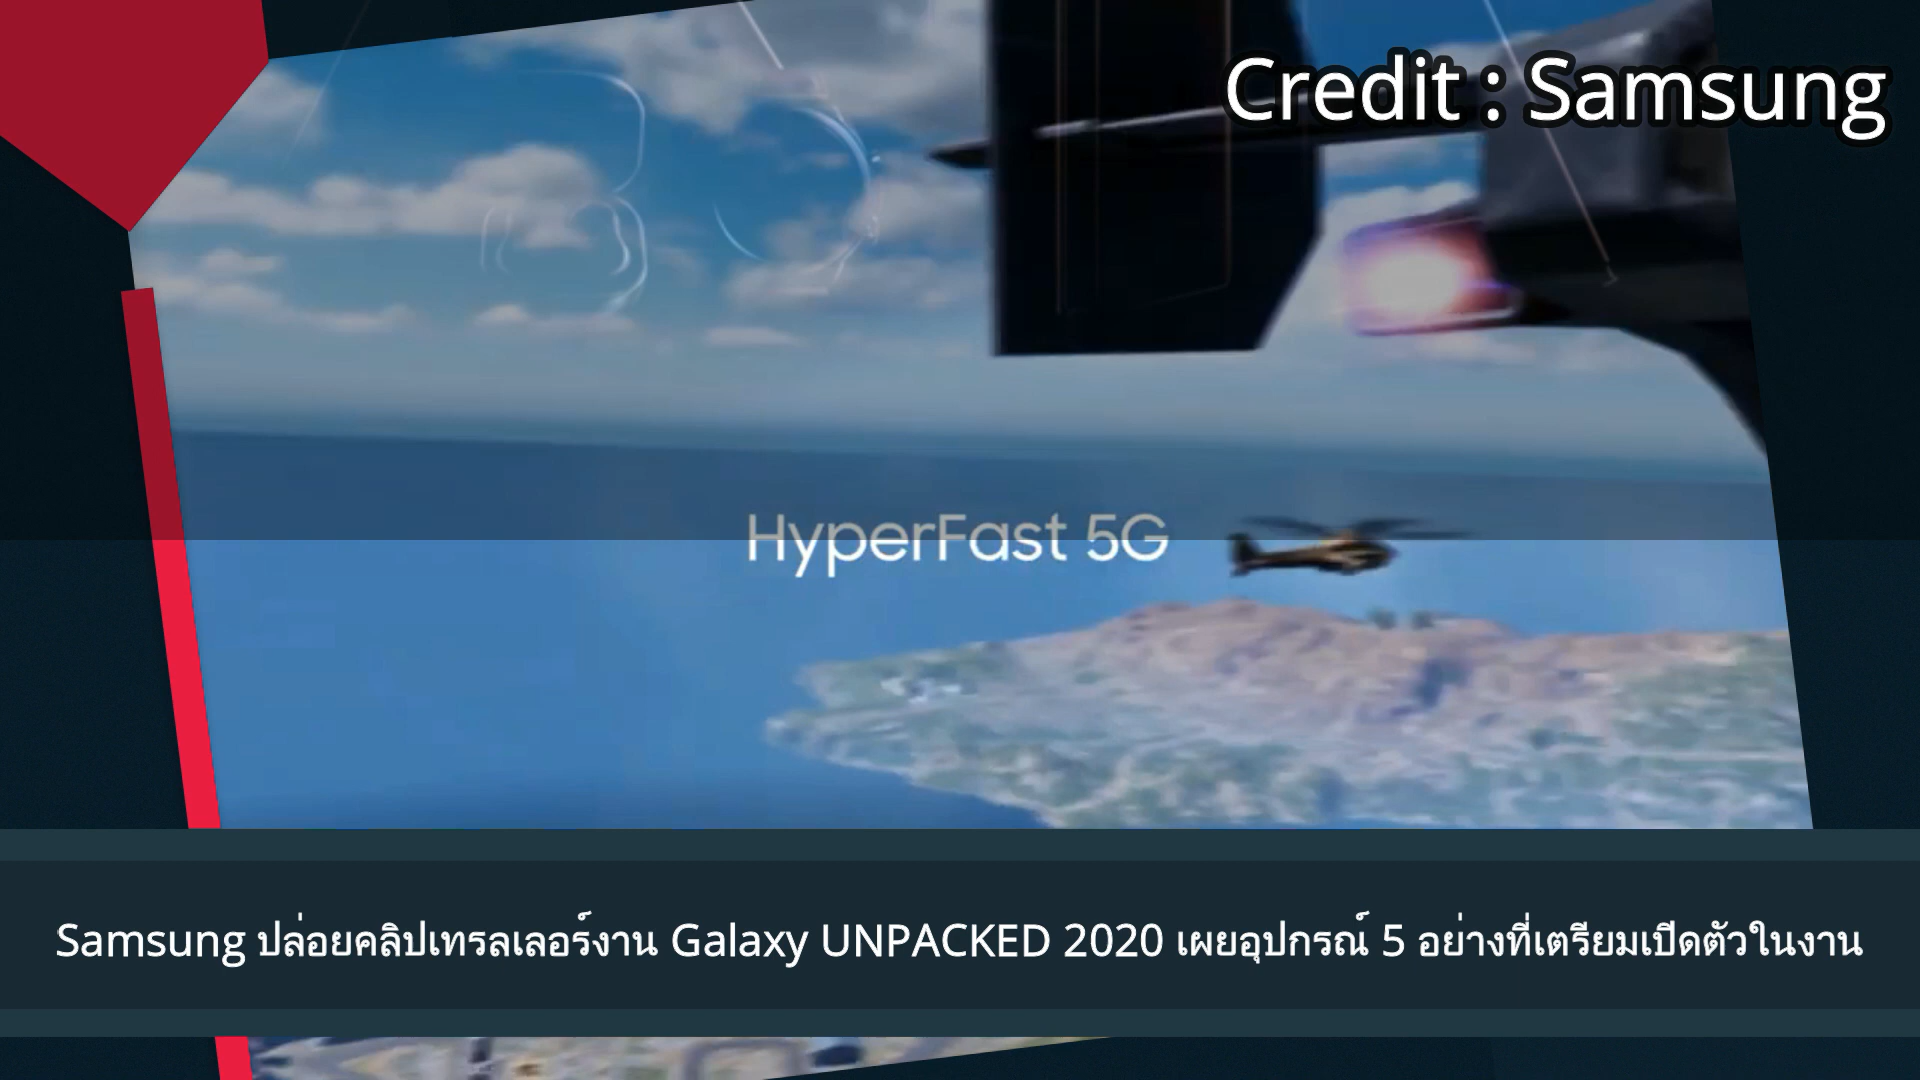 Credit : Samsung
HyperFast 5G
Samsung ปล่อยคลิปเทรลเลอร์งาน Galaxy UNPACKED 2020 เผยอุปกรณ์ 5 อย่างที่เตรียมเปิดตัวในงาน